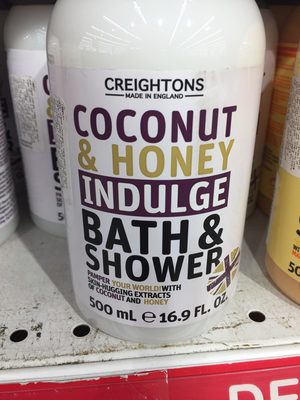 CREIGHTONS
MADE IN ENGLAND
COCONUT
& HONEY
INDULGE
BATH &
SHOWER
PAMPER YOUR WORLD! WITH
SKIN-HUGGING EXTRACTS
OF COCONUT AND HONEY
500 mL ℮ 16.9 FL. OZ.
DE